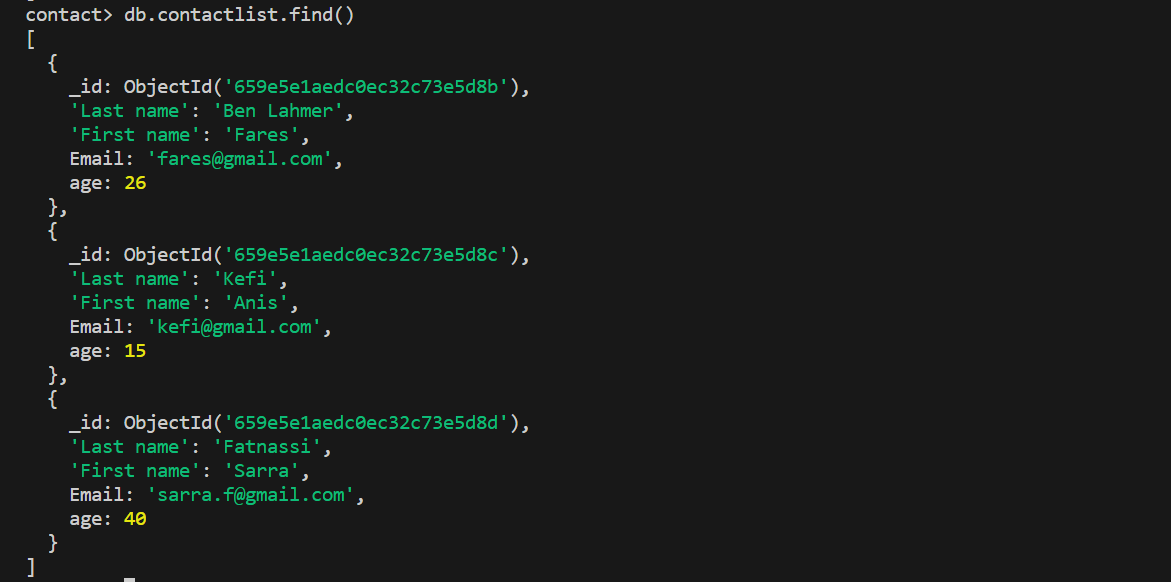 contact> db.contactlist.find()
[
  {
    _id: ObjectId('659e5e1aedc0ec32c73e5d8b'),
    'Last name': 'Ben Lahmer',
    'First name': 'Fares',
    Email: 'fares@gmail.com',
    age: 26
  },
  {
    _id: ObjectId('659e5e1aedc0ec32c73e5d8c'),
    'Last name': 'Kefi',
    'First name': 'Anis',
    Email: 'kefi@gmail.com',
    age: 15
  },
  {
    _id: ObjectId('659e5e1aedc0ec32c73e5d8d'),
    'Last name': 'Fatnassi',
    'First name': 'Sarra',
    Email: 'sarra.f@gmail.com',
    age: 40
  }
]